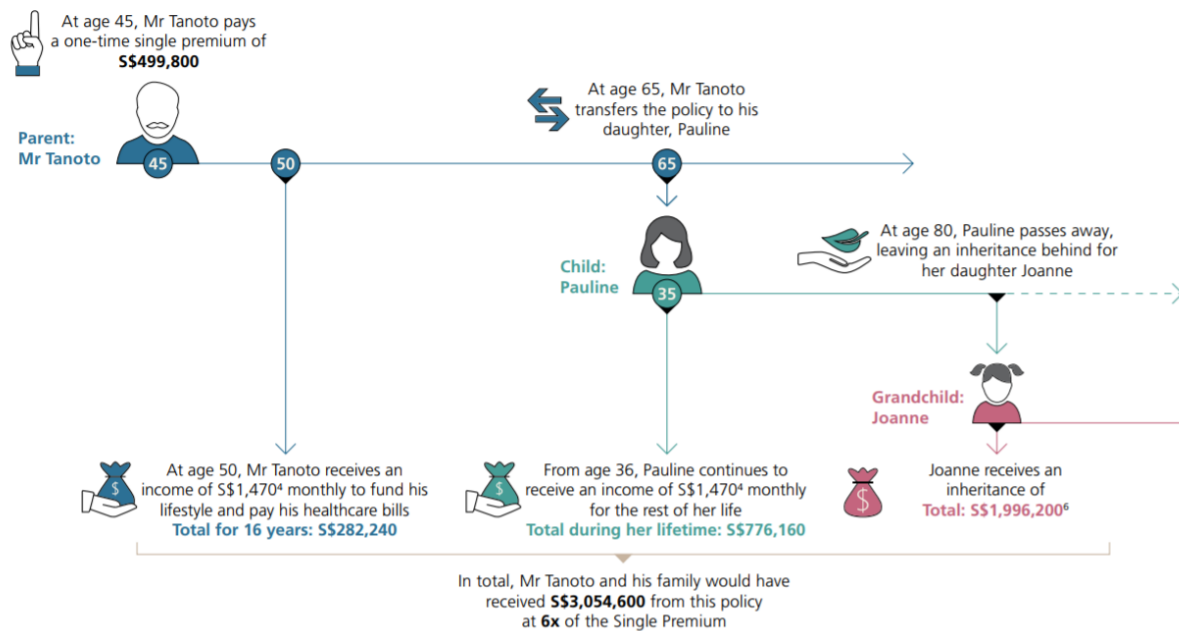 At age 45, Mr Tanoto pays
a one-time single premium of
S$499,800
At age 65, Mr Tanoto
transfers the policy to his
daughter, Pauline
Parent:
Mr Tanoto
45
50
65
At age 80, Pauline passes away,
leaving an inheritance behind for
her daughter Joanne
Child:
Pauline
35
Grandchild:
Joanne
$
At age 50, Mr Tanoto receives an
income of S$1,470⁴ monthly to fund his
lifestyle and pay his healthcare bills
Total for 16 years: S$282,240
$
From age 36, Pauline continues to
receive an income of S$1,470⁴ monthly
for the rest of her life
Total during her lifetime: S$776,160
$
Joanne receives an
inheritance of
Total: S$1,996,200⁶
In total, Mr Tanoto and his family would have
received S$3,054,600 from this policy
at 6x of the Single Premium